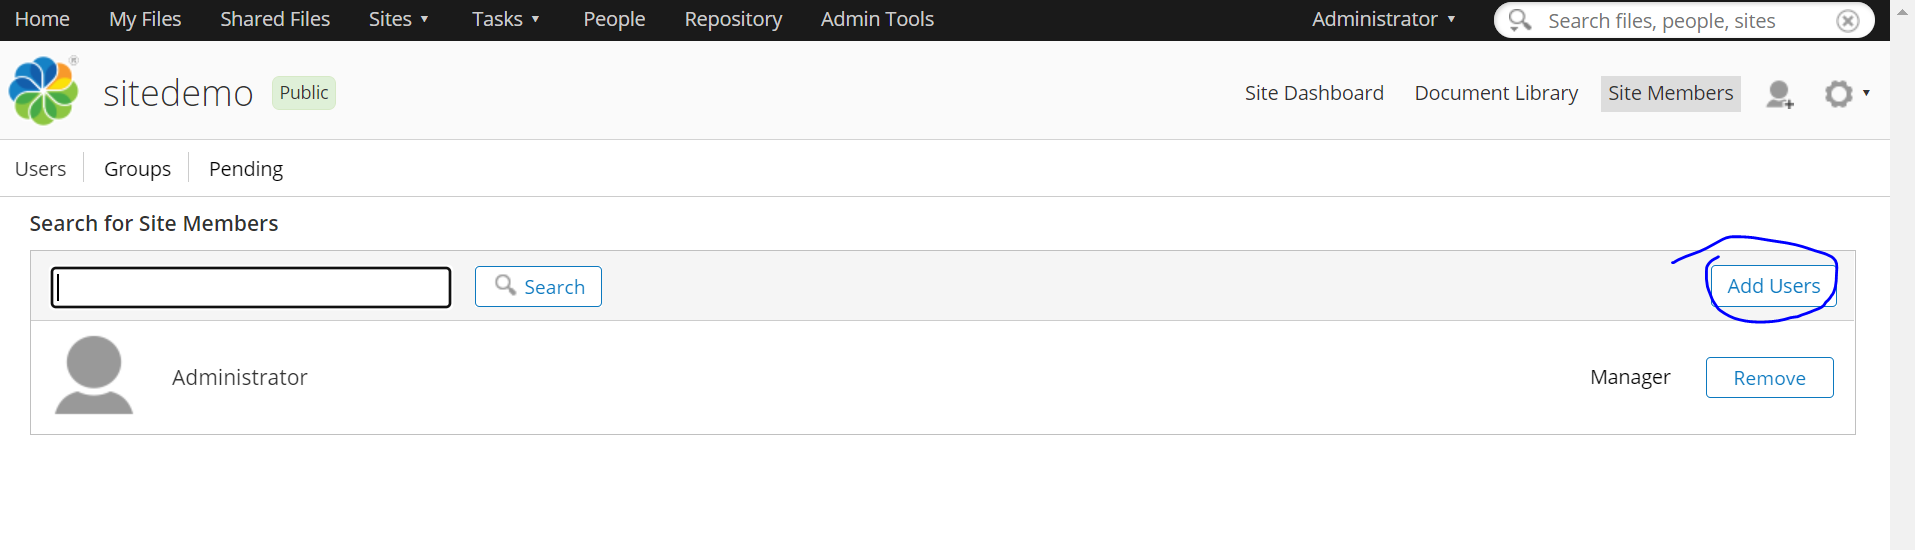 Home My Files Shared Files Sites Tasks People Repository Admin Tools Administrator Search files, people, sites
sitedemo Public Site Dashboard Document Library Site Members
Users Groups Pending
Search for Site Members
Search Add Users
Administrator Manager Remove